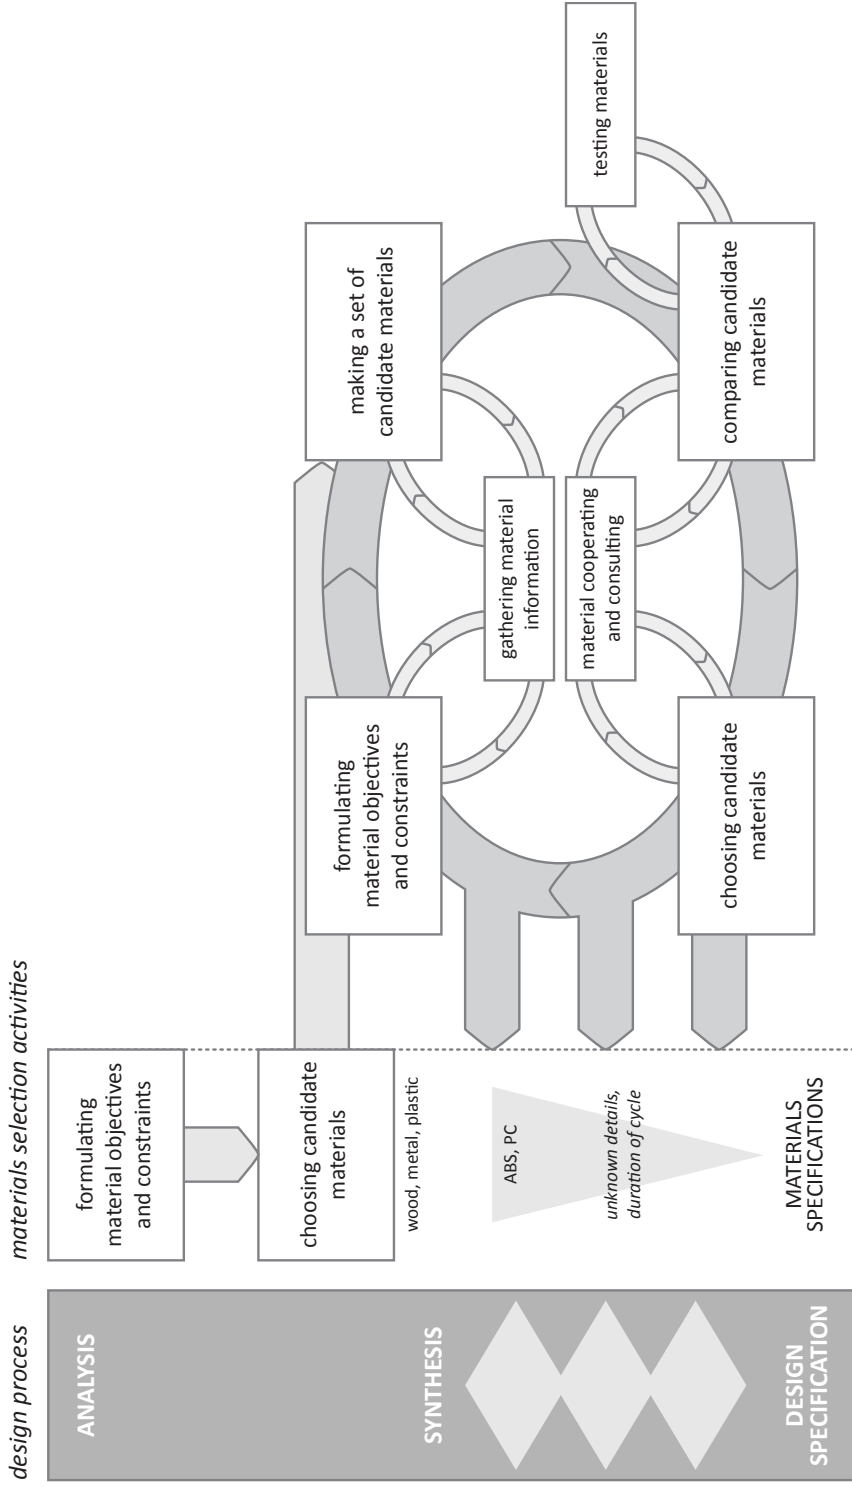 design process
materials selection activities
ANALYSIS
SYNTHESIS
DESIGN
SPECIFICATION
formulating
material objectives
and constraints
choosing candidate
materials
wood, metal, plastic
ABS, PC
unknown details,
duration of cycle
MATERIALS
SPECIFICATIONS
formulating
material objectives
and constraints
making a set of
candidate materials
gathering material
information
material cooperating
and consulting
choosing candidate
materials
comparing candidate
materials
testing materials